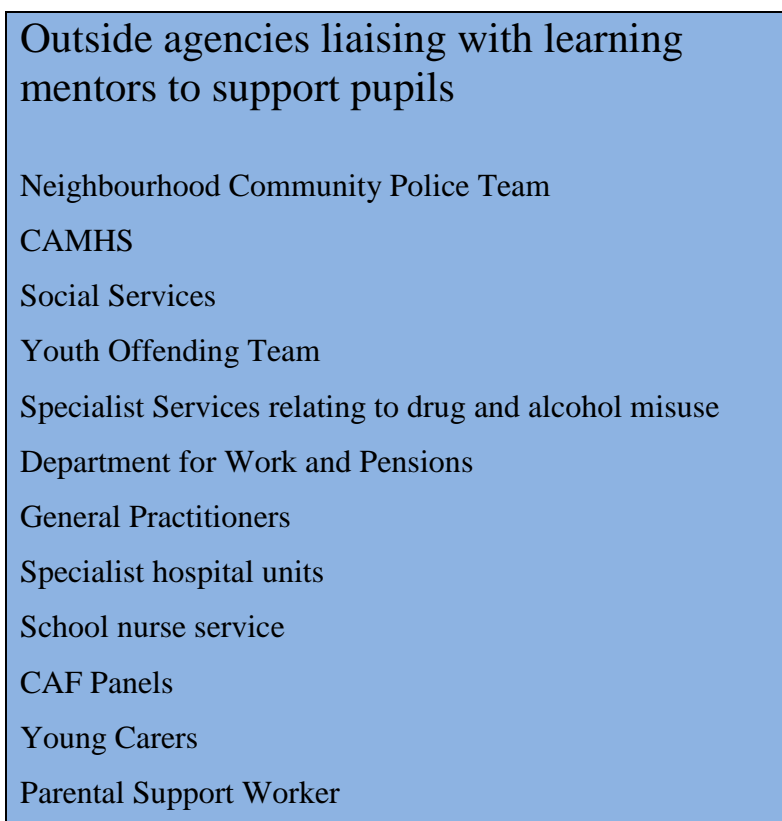 Outside agencies liaising with learning
mentors to support pupils
Neighbourhood Community Police Team
CAMHS
Social Services
Youth Offending Team
Specialist Services relating to drug and alcohol misuse
Department for Work and Pensions
General Practitioners
Specialist hospital units
School nurse service
CAF Panels
Young Carers
Parental Support Worker